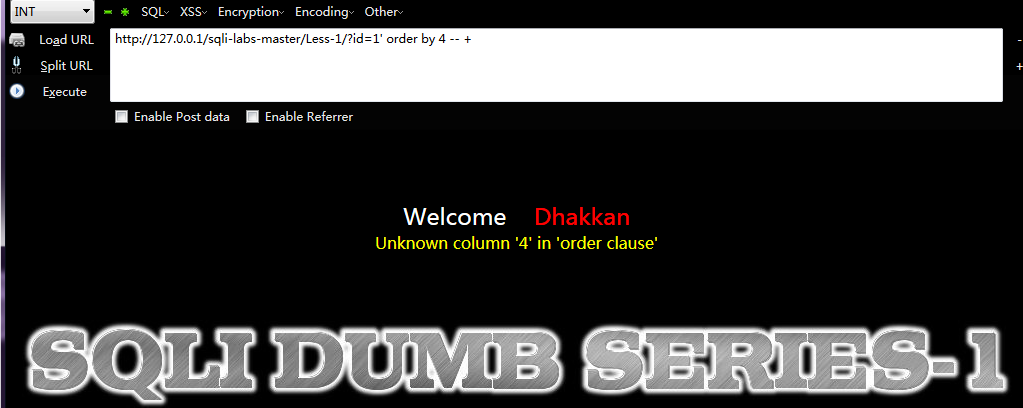 INT SQL XSS Encryption Encoding Other
Load URL http://127.0.0.1/sqli-labs-master/Less-1/?id=1' order by 4 -- + -
Split URL +
Execute
Enable Post data Enable Referrer
Welcome Dhakkan
Unknown column '4' in 'order clause'
SQLI DUMB SERIES-1